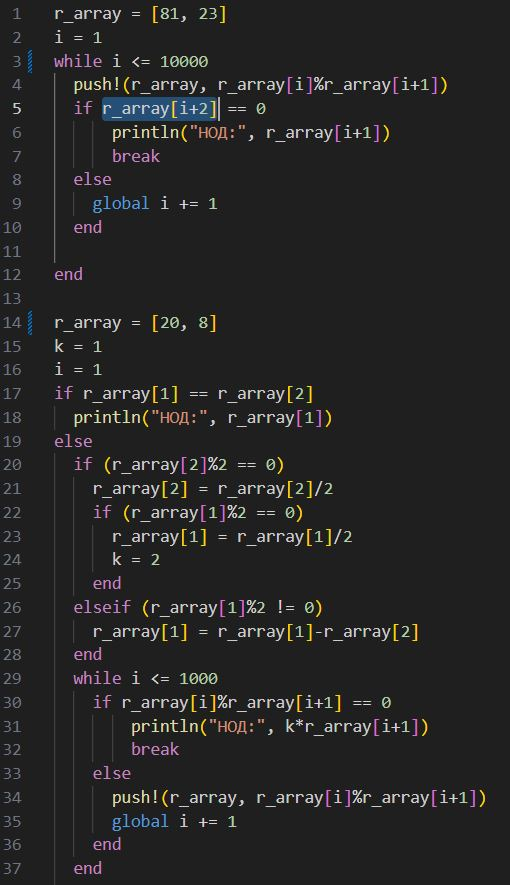 1 r_array = [81, 23]
2 i = 1
3 while i <= 10000
4 push!(r_array, r_array[i]%r_array[i+1])
5 if r_array[i+2] == 0
6 println("НОД:", r_array[i+1])
7 break
8 else
9 global i += 1
10 end
11
12 end
13
14 r_array = [20, 8]
15 k = 1
16 i = 1
17 if r_array[1] == r_array[2]
18 println("НОД:", r_array[1])
19 else
20 if (r_array[2]%2 == 0)
21 r_array[2] = r_array[2]/2
22 if (r_array[1]%2 == 0)
23 r_array[1] = r_array[1]/2
24 k = 2
25 end
26 elseif (r_array[1]%2 != 0)
27 r_array[1] = r_array[1]-r_array[2]
28 end
29 while i <= 1000
30 if r_array[i]%r_array[i+1] == 0
31 println("НОД:", k*r_array[i+1])
32 break
33 else
34 push!(r_array, r_array[i]%r_array[i+1])
35 global i += 1
36 end
37 end